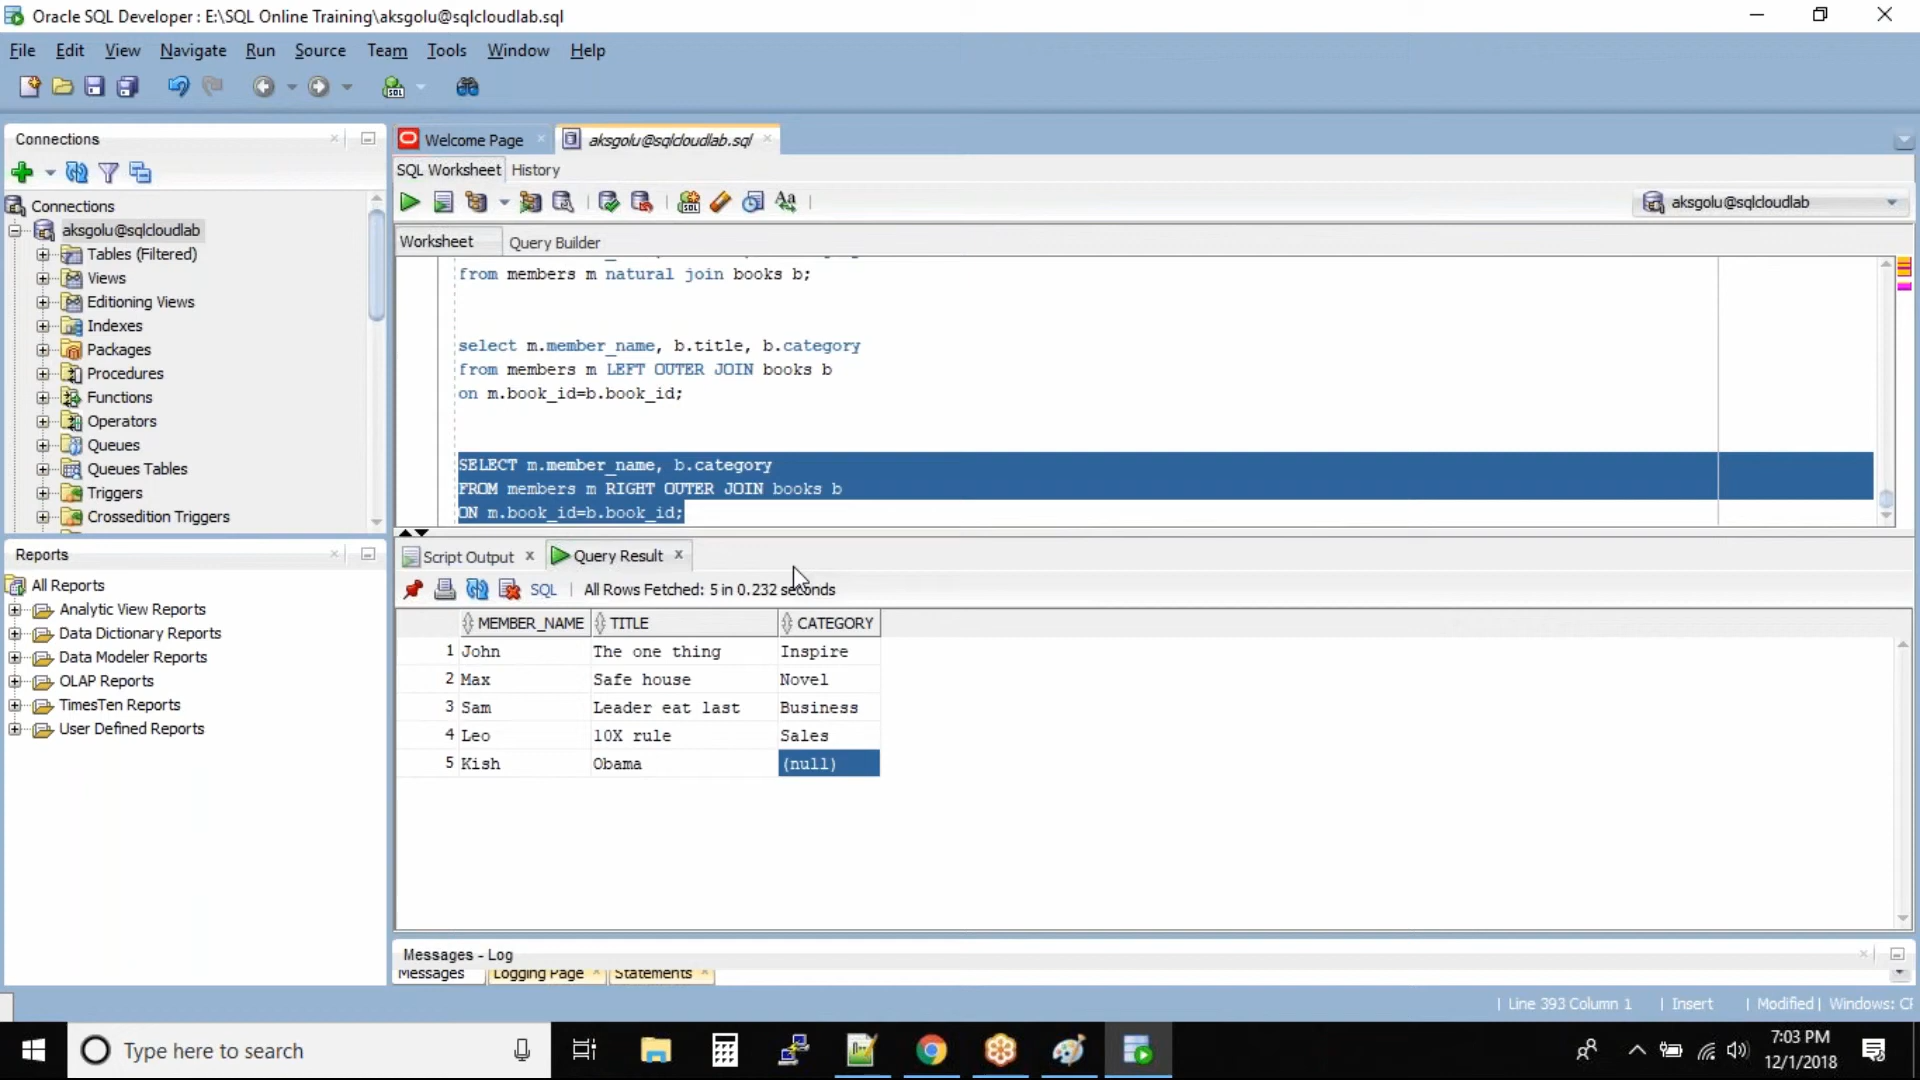 Oracle SQL Developer : E:\SQL Online Training\aksgolu@sqlcloudlab.sql
File Edit View Navigate Run Source Team Tools Window Help
Connections
Connections
aksgolu@sqlcloudlab
Tables (Filtered)
Views
Editioning Views
Indexes
Packages
Procedures
Functions
Operators
Queues
Queues Tables
Triggers
Crossedition Triggers
Reports
All Reports
Analytic View Reports
Data Dictionary Reports
Data Modeler Reports
OLAP Reports
TimesTen Reports
User Defined Reports
Welcome Page
aksgolu@sqlcloudlab.sql
SQL Worksheet History
aksgolu@sqlcloudlab
Worksheet Query Builder
from members m natural join books b;
select m.member_name, b.title, b.category
from members m LEFT OUTER JOIN books b
on m.book_id=b.book_id;
SELECT m.member_name, b.category
FROM members m RIGHT OUTER JOIN books b
ON m.book_id=b.book_id;
Script Output Query Result
SQL All Rows Fetched: 5 in 0.232 seconds
MEMBER_NAME TITLE CATEGORY
1 John The one thing Inspire
2 Max Safe house Novel
3 Sam Leader eat last Business
4 Leo 10X rule Sales
5 Kish Obama (null)
Messages - Log
Messages Logging Page Statements
Line 393 Column 1 Insert Modified Windows:
Type here to search
7:03 PM
12/1/2018